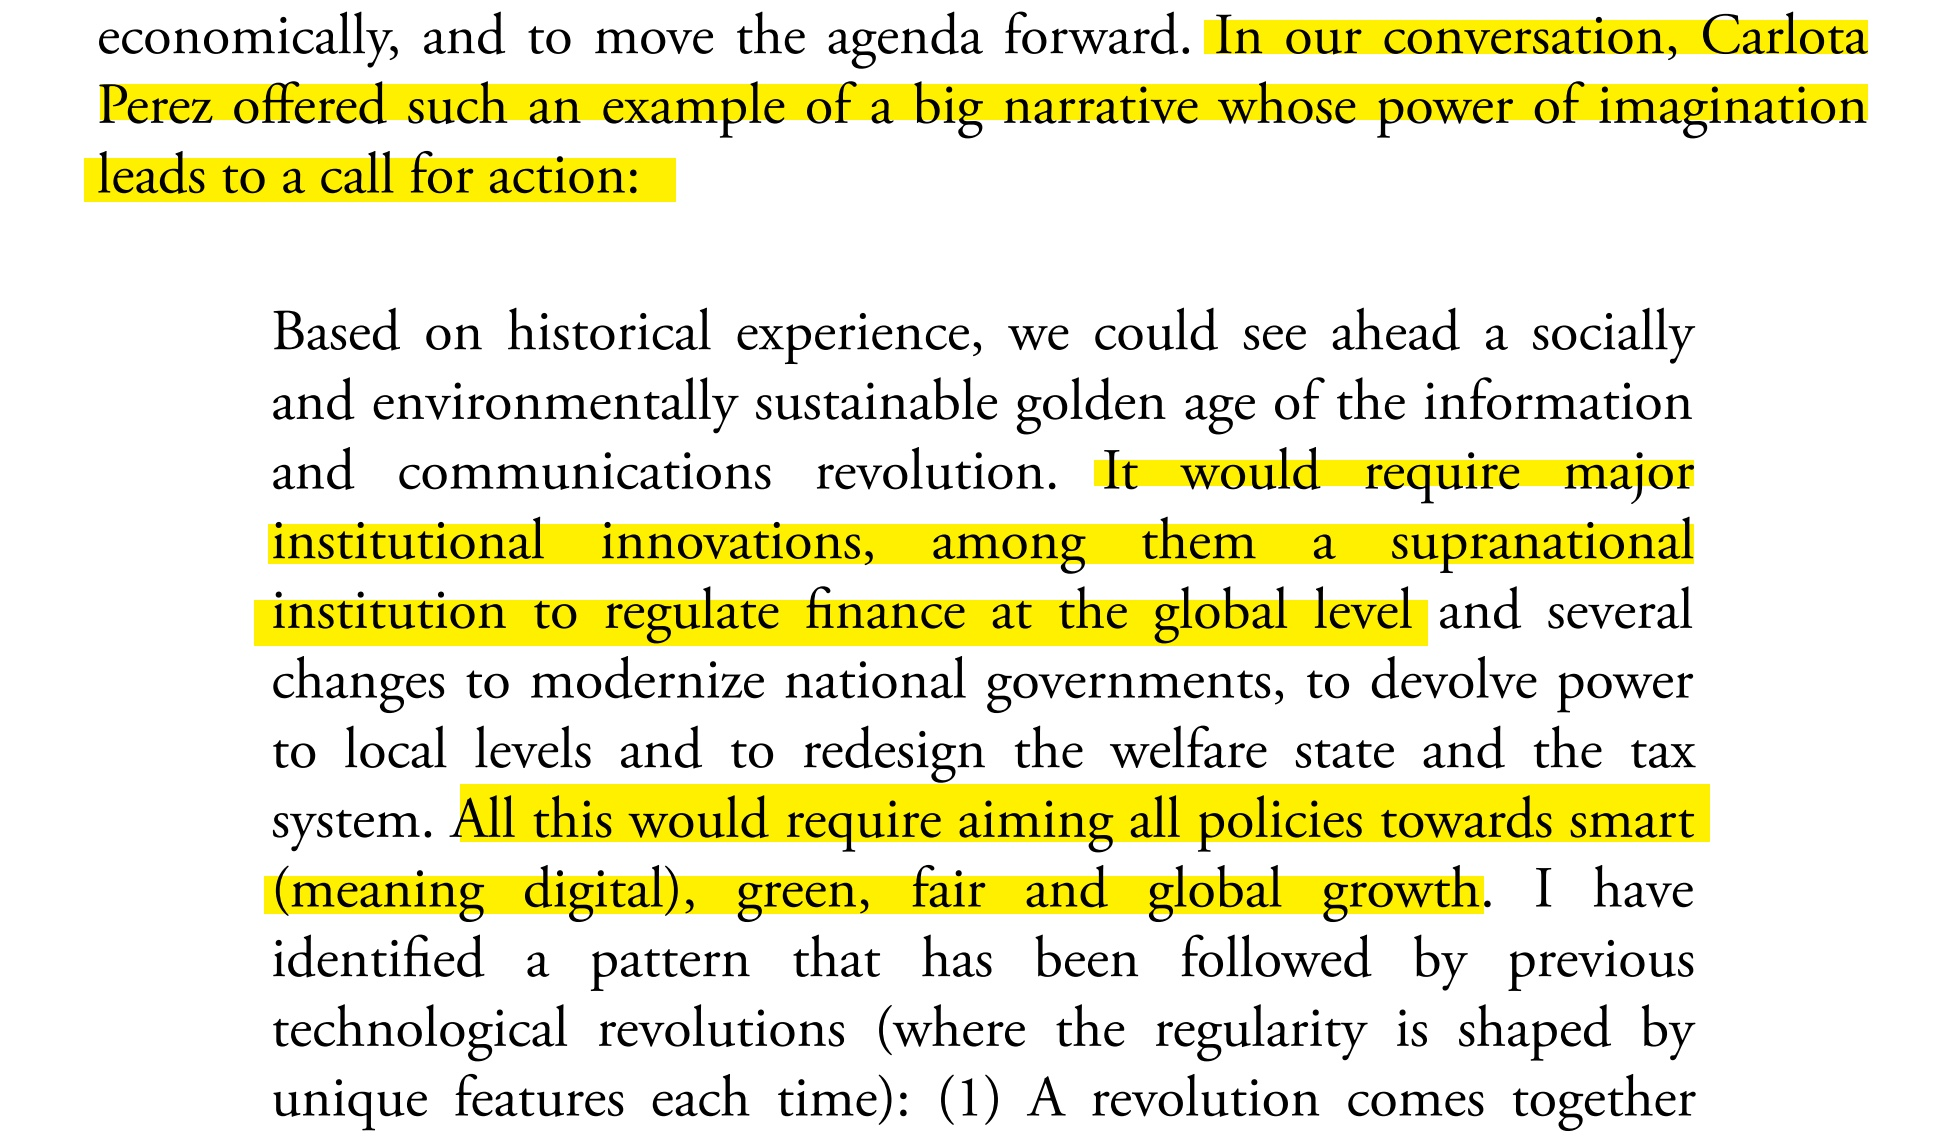 economically, and to move the agenda forward. In our conversation, Carlota
Perez offered such an example of a big narrative whose power of imagination
leads to a call for action:
Based on historical experience, we could see ahead a socially
and environmentally sustainable golden age of the information
and communications revolution. It would require major
institutional innovations, among them a supranational
institution to regulate finance at the global level and several
changes to modernize national governments, to devolve power
to local levels and to redesign the welfare state and the tax
system. All this would require aiming all policies towards smart
(meaning digital), green, fair and global growth. I have
identified a pattern that has been followed by previous
technological revolutions (where the regularity is shaped by
unique features each time): (1) A revolution comes together